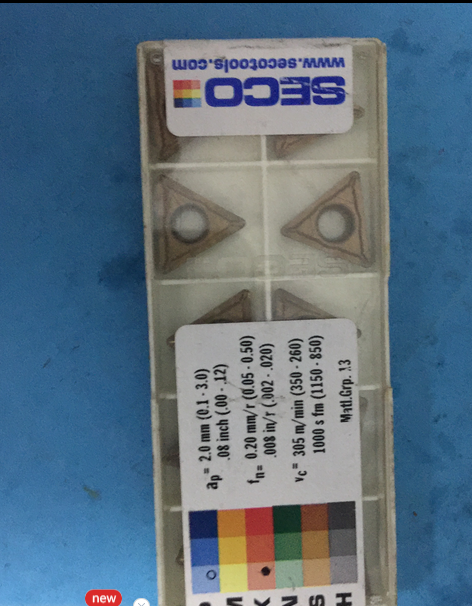 www.secotools.com
SECO
ap= 2.0 mm (0.1 - 3.0)
.08 inch (.00 - .12)
fn= 0.20 mm/r (0.05 - 0.50)
.008 in/r (.002 - .020)
vc= 305 m/min (350 - 260)
1000 s fm (1150 - 850)
Matl.Grp. 13
P
M
K
N
S
H
new